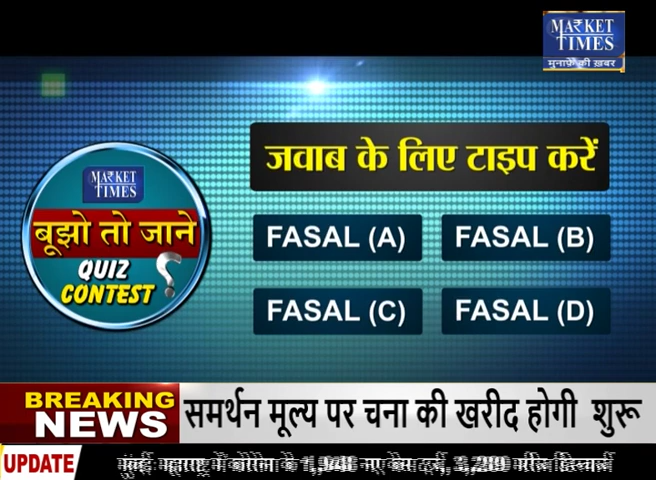 MARKET
TIMES
मुनाफे की ख़बर
जवाब के लिए टाइप करें
MARKET
TIMES
बूझो तो जाने
QUIZ
CONTEST ?
FASAL (A)
FASAL (B)
FASAL (C)
FASAL (D)
BREAKING
NEWS
समर्थन मूल्य पर चना की खरीद होगी शुरू
UPDATE